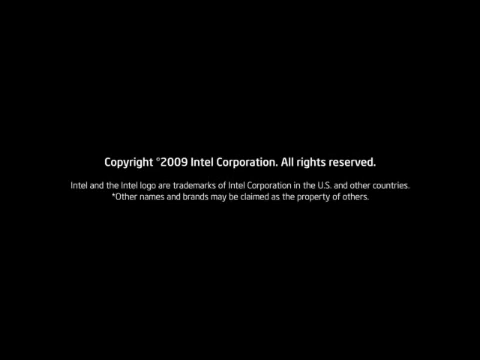 Copyright ©2009 Intel Corporation. All rights reserved.
Intel and the Intel logo are trademarks of Intel Corporation in the U.S. and other countries.
*Other names and brands may be claimed as the property of others.